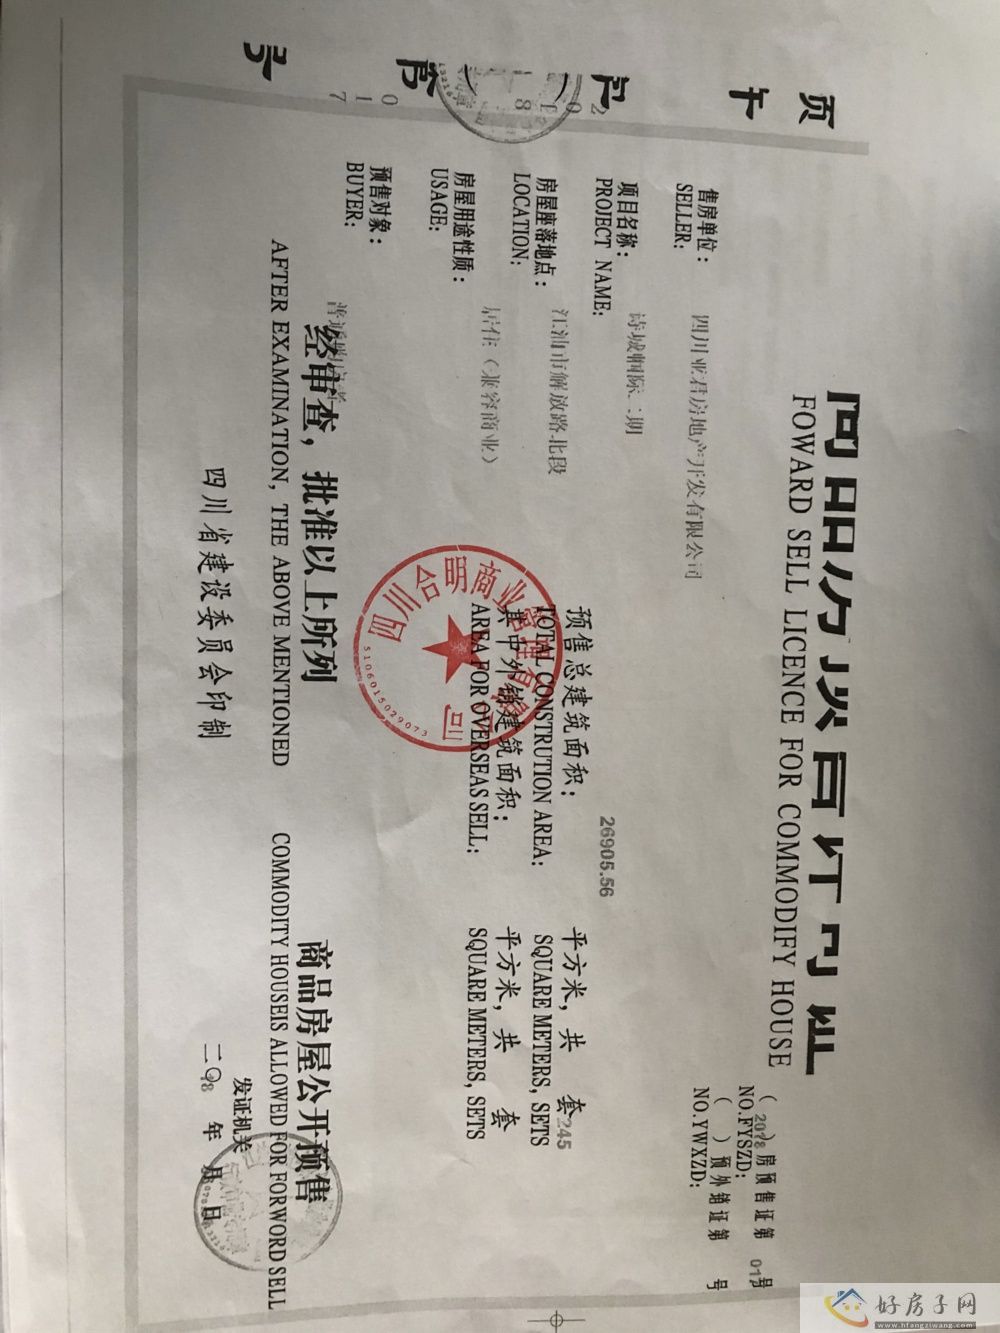 商品房预售许可证
FOWARD SELL LICENCE FOR COMMODIFY HOUSE
（2018）房预售证第 01号
NO.FYSZD:
（ ）预外销证第 号
NO.YWXZD:
售房单位：四川亚君房地产开发有限公司
SELLER:
项目名称：诗城国际二期
PROJECT NAME:
房屋座落地点：江油市解放路北段
LOCATION:
房屋用途性质：居住（兼容商业）
USAGE:
预售对象：
BUYER:
预售总建筑面积：26905.56 平方米，共 245 套
TOTAL CONSTRUTION AREA: SQUARE METERS, SETS
其中外销建筑面积： 平方米，共 套
AREA FOR OVERSEAS SELL: SQUARE METERS, SETS
经审查，批准以上所列 商品房屋公开预售
AFTER EXAMINATION, THE ABOVE MENTIONED COMMODITY HOUSEIS ALLOWED FOR FORWORD SELL
发证机关
四川省建设委员会印制
年 月 日
四川合明商业管理有限公司
5106015029073
好房子网
www.hfangziwang.com